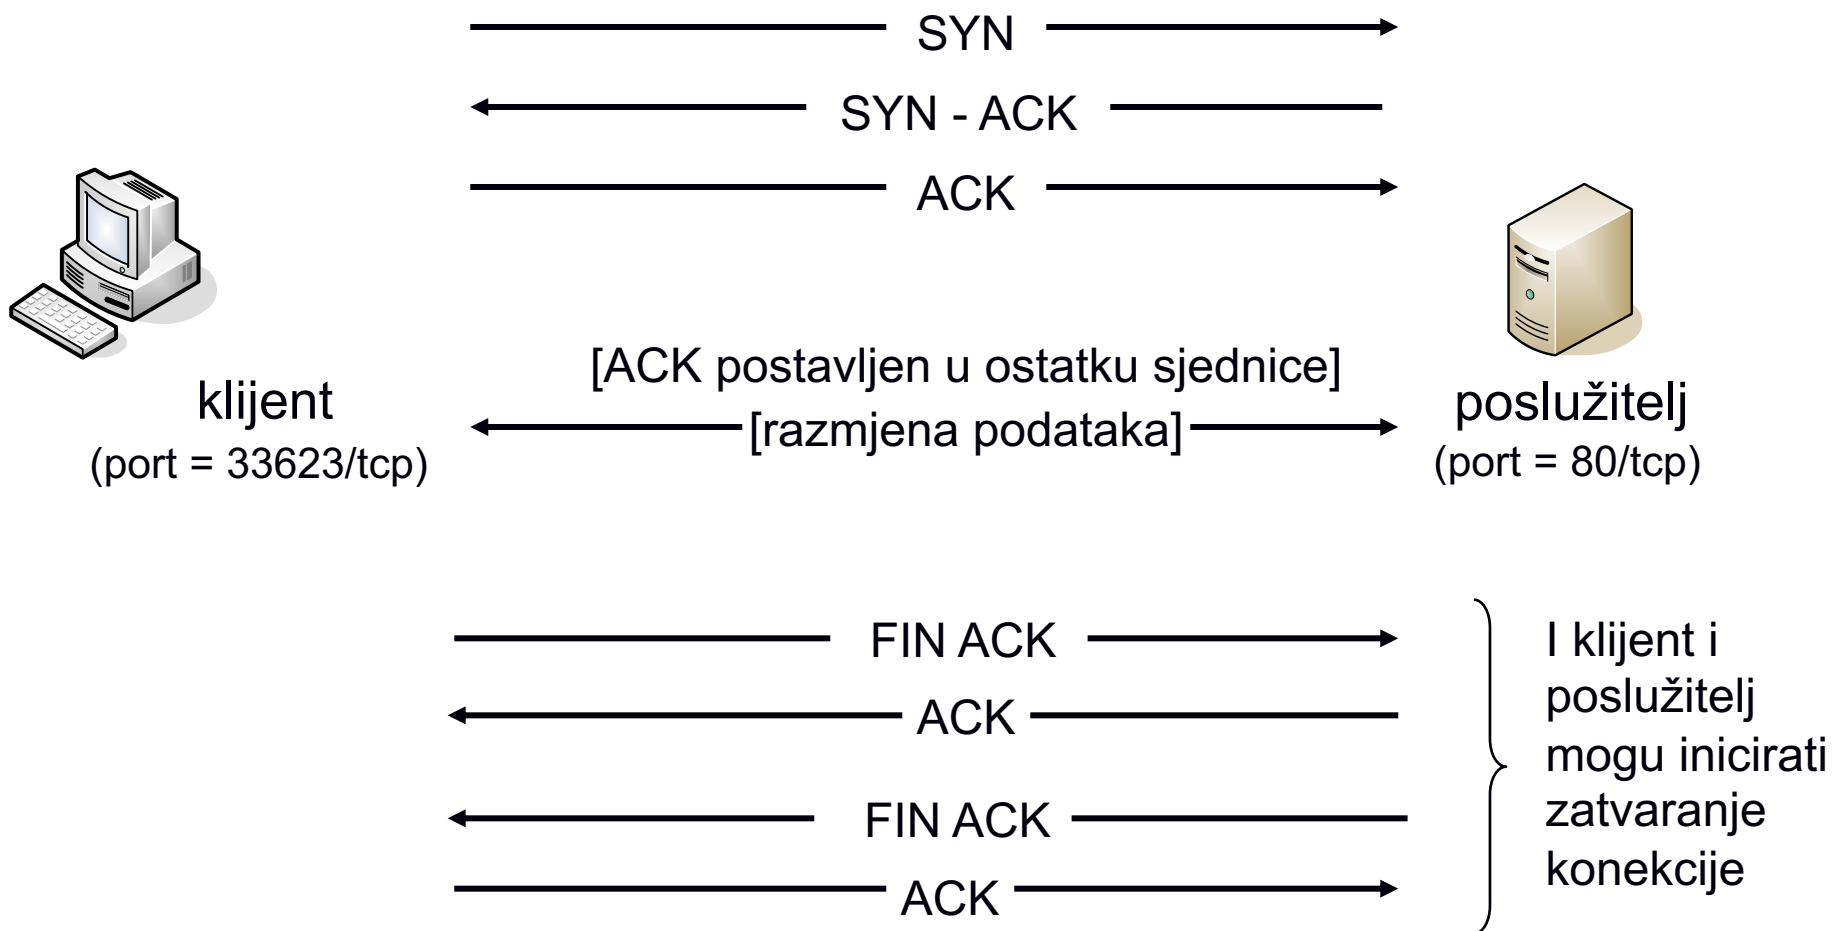 SYN
SYN - ACK
ACK
[ACK postavljen u ostatku sjednice]
[razmjena podataka]
klijent
(port = 33623/tcp)
poslužitelj
(port = 80/tcp)
FIN ACK
ACK
FIN ACK
ACK
I klijent i
poslužitelj
mogu inicirati
zatvaranje
konekcije